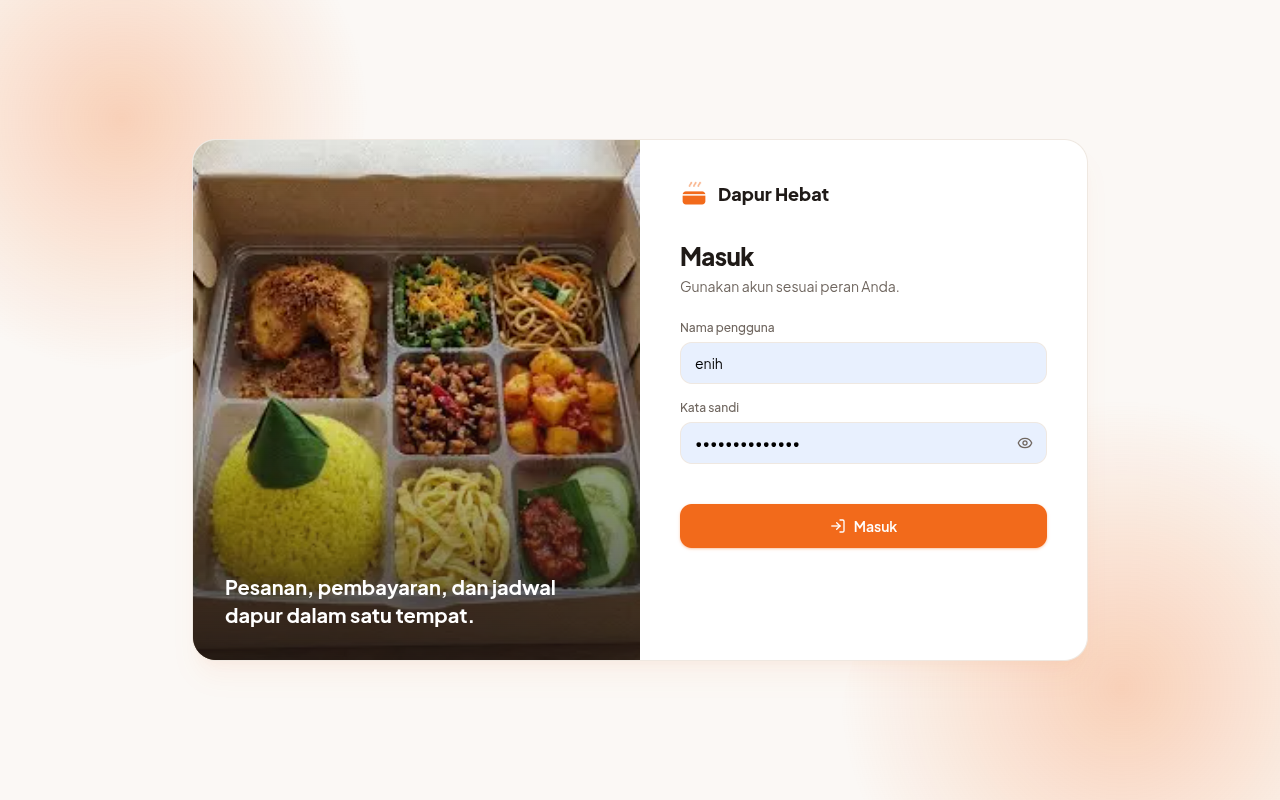 Dapur Hebat
Masuk
Gunakan akun sesuai peran Anda.
Nama pengguna
enih
Kata sandi
••••••••••••••
Masuk
Pesanan, pembayaran, dan jadwal
dapur dalam satu tempat.